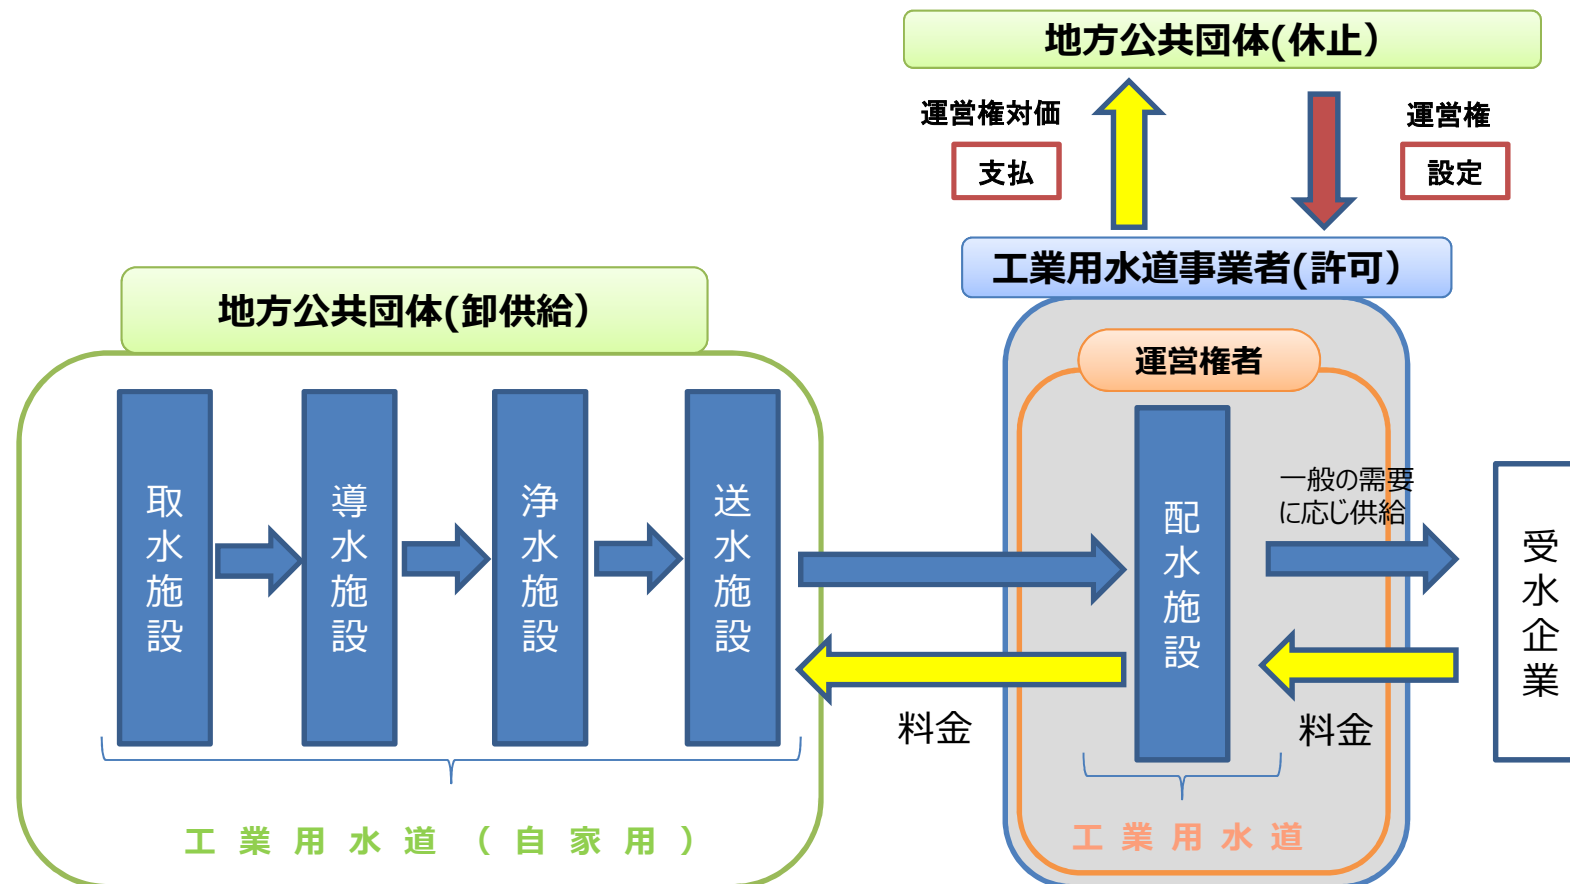 地方公共団体(休止）
運営権対価
支払
運営権
設定
工業用水道事業者(許可）
地方公共団体(卸供給）
運営権者
取水施設
導水施設
浄水施設
送水施設
配水施設
一般の需要
に応じ供給
受水企業
料金
料金
工業用水道（自家用）
工業用水道